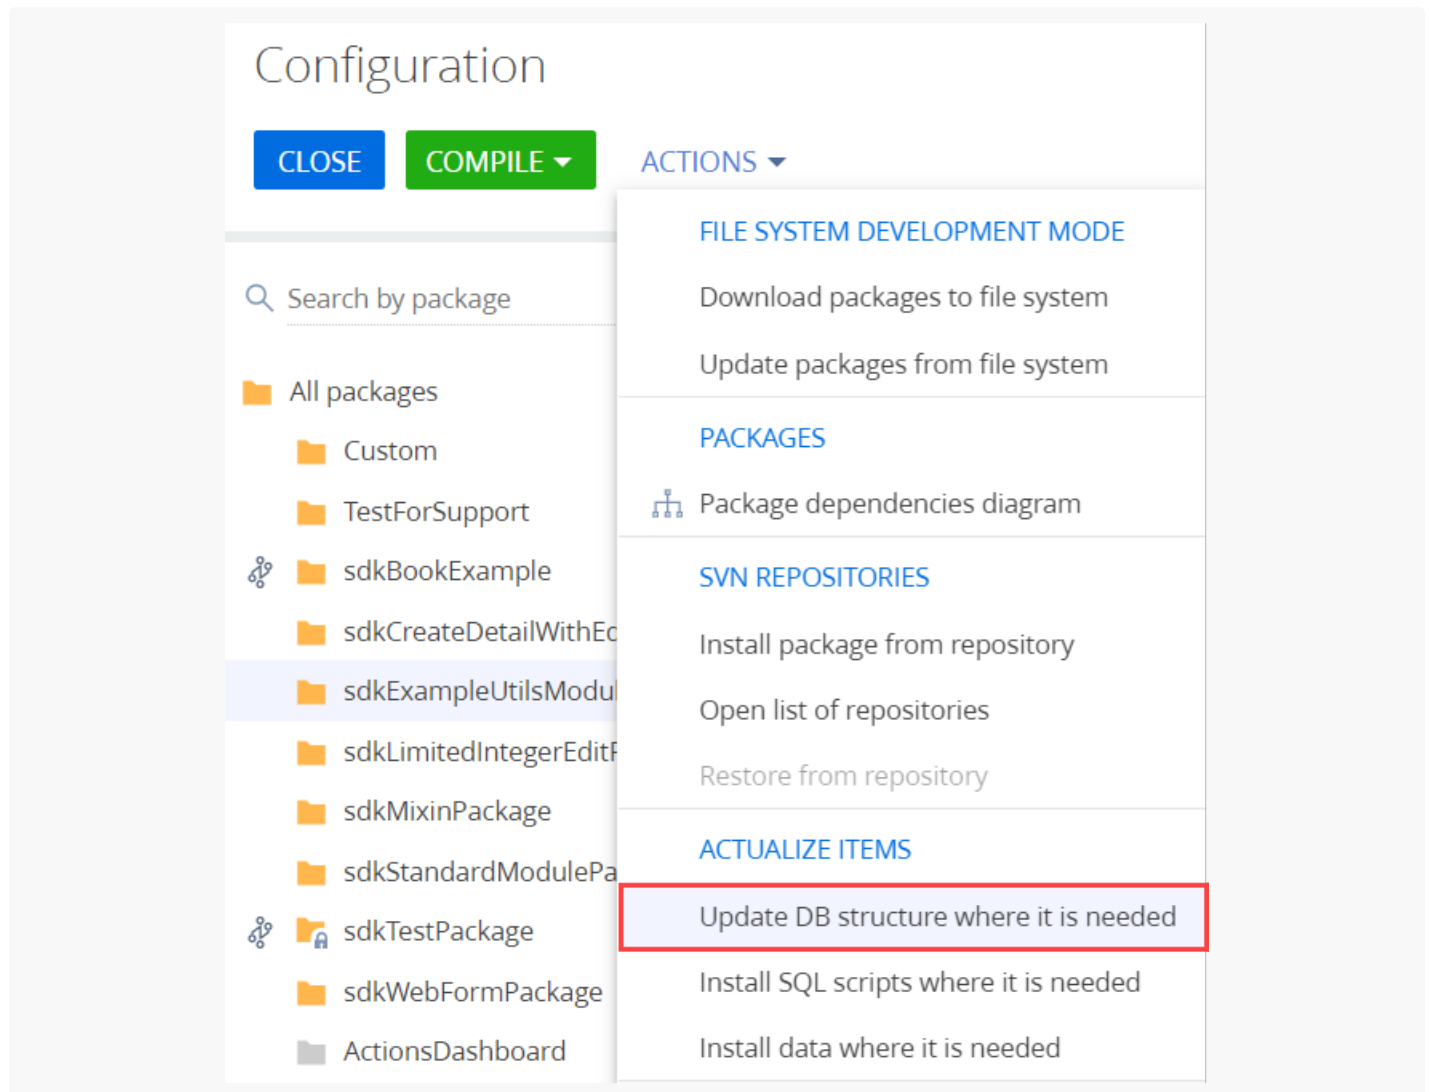 Configuration
CLOSE
COMPILE
ACTIONS
Search by package
All packages
Custom
TestForSupport
sdkBookExample
sdkCreateDetailWithEd
sdkExampleUtilsModul
sdkLimitedIntegerEditF
sdkMixinPackage
sdkStandardModulePa
sdkTestPackage
sdkWebFormPackage
ActionsDashboard
FILE SYSTEM DEVELOPMENT MODE
Download packages to file system
Update packages from file system
PACKAGES
Package dependencies diagram
SVN REPOSITORIES
Install package from repository
Open list of repositories
Restore from repository
ACTUALIZE ITEMS
Update DB structure where it is needed
Install SQL scripts where it is needed
Install data where it is needed